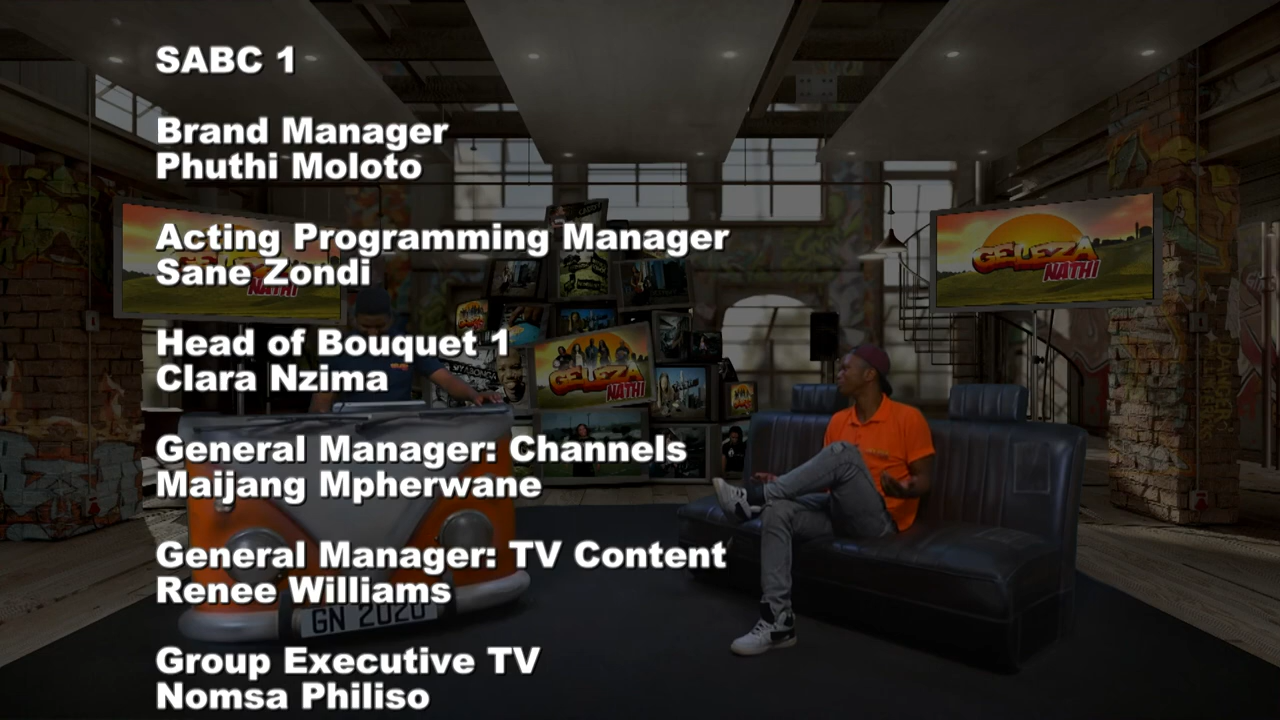 SABC 1
Brand Manager
Phuthi Moloto
Acting Programming Manager
Sane Zondi
Head of Bouquet 1
Clara Nzima
General Manager: Channels
Maijang Mpherwane
General Manager: TV Content
Renee Williams
Group Executive TV
Nomsa Philiso
GELEZA
NATHI
GELEZA
NATHI
GELEZA
NATHI
GN 2020